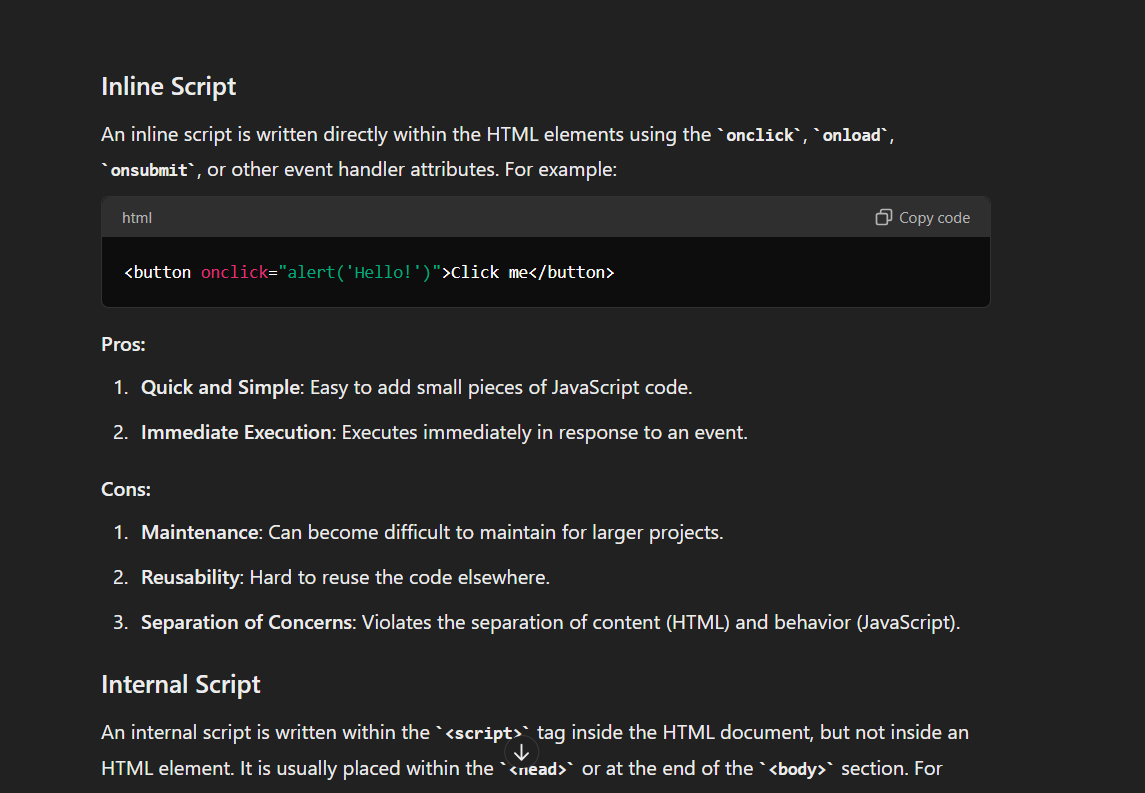 Inline Script
An inline script is written directly within the HTML elements using the `onclick`, `onload`,
`onsubmit`, or other event handler attributes. For example:
html
Copy code
<button onclick="alert('Hello!')">Click me</button>
Pros:
1. Quick and Simple: Easy to add small pieces of JavaScript code.
2. Immediate Execution: Executes immediately in response to an event.
Cons:
1. Maintenance: Can become difficult to maintain for larger projects.
2. Reusability: Hard to reuse the code elsewhere.
3. Separation of Concerns: Violates the separation of content (HTML) and behavior (JavaScript).
Internal Script
An internal script is written within the `<script>` tag inside the HTML document, but not inside an
HTML element. It is usually placed within the `<head>` or at the end of the `<body>` section. For